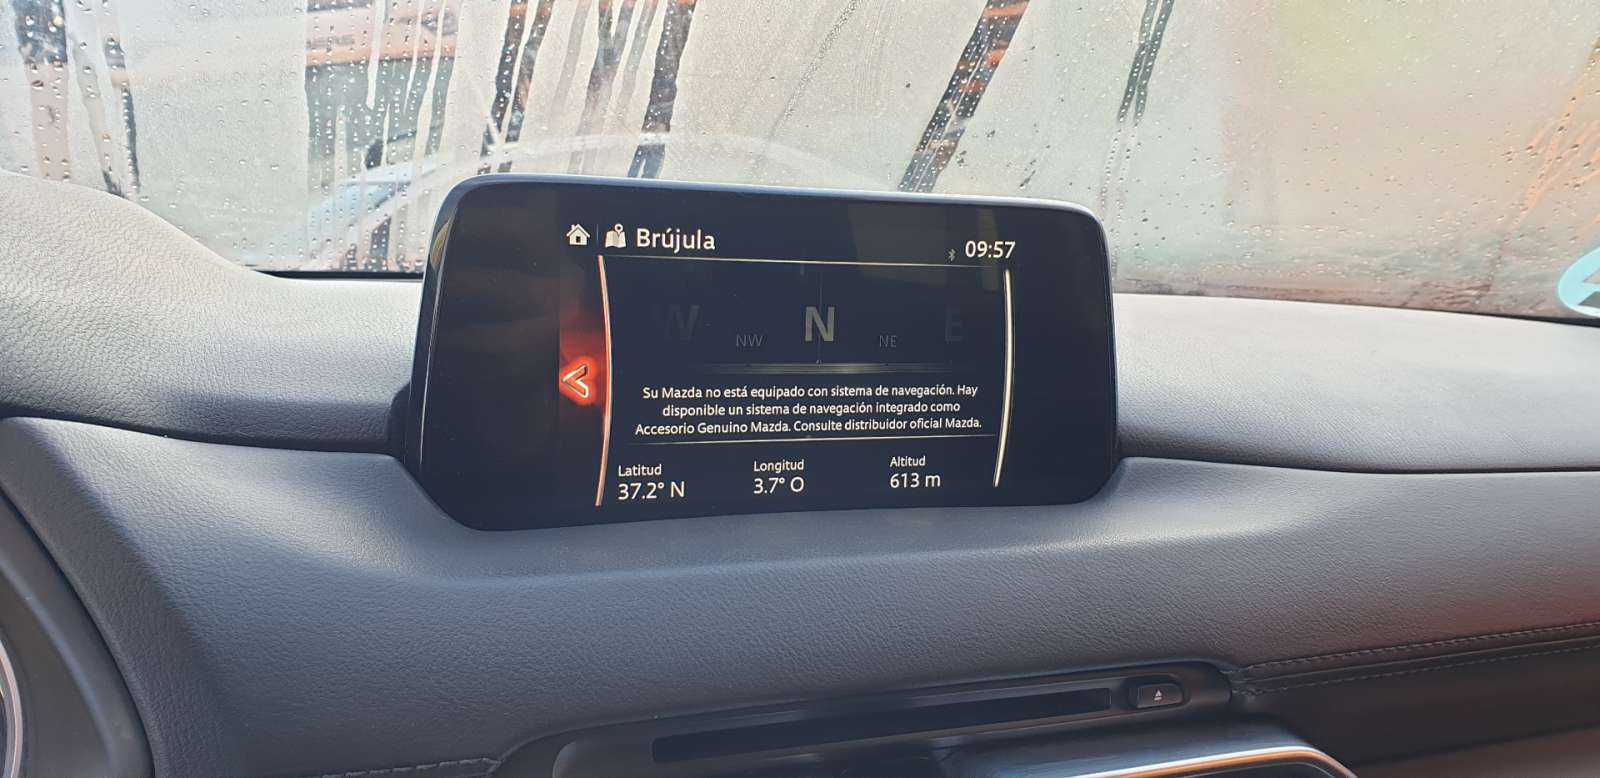 Brújula
09:57
W NW N NE E
Su Mazda no está equipado con sistema de navegación. Hay
disponible un sistema de navegación integrado como
Accesorio Genuino Mazda. Consulte distribuidor oficial Mazda.
Latitud Longitud Altitud
37.2° N 3.7° O 613 m